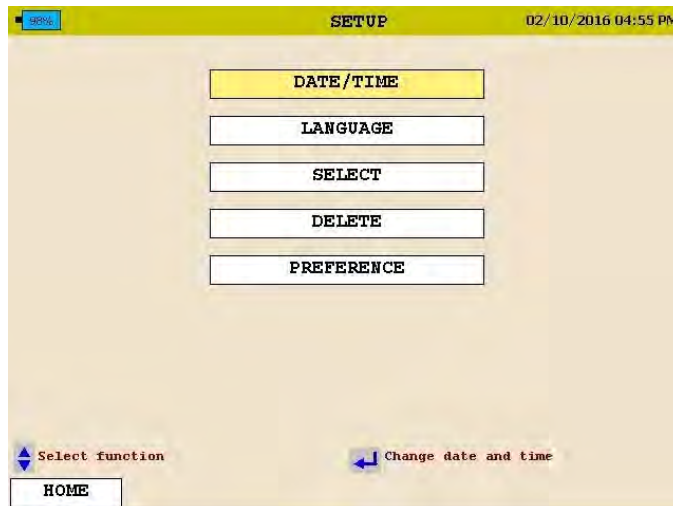 98% SETUP 02/10/2016 04:55 PM
DATE/TIME
LANGUAGE
SELECT
DELETE
PREFERENCE
Select function Change date and time
HOME